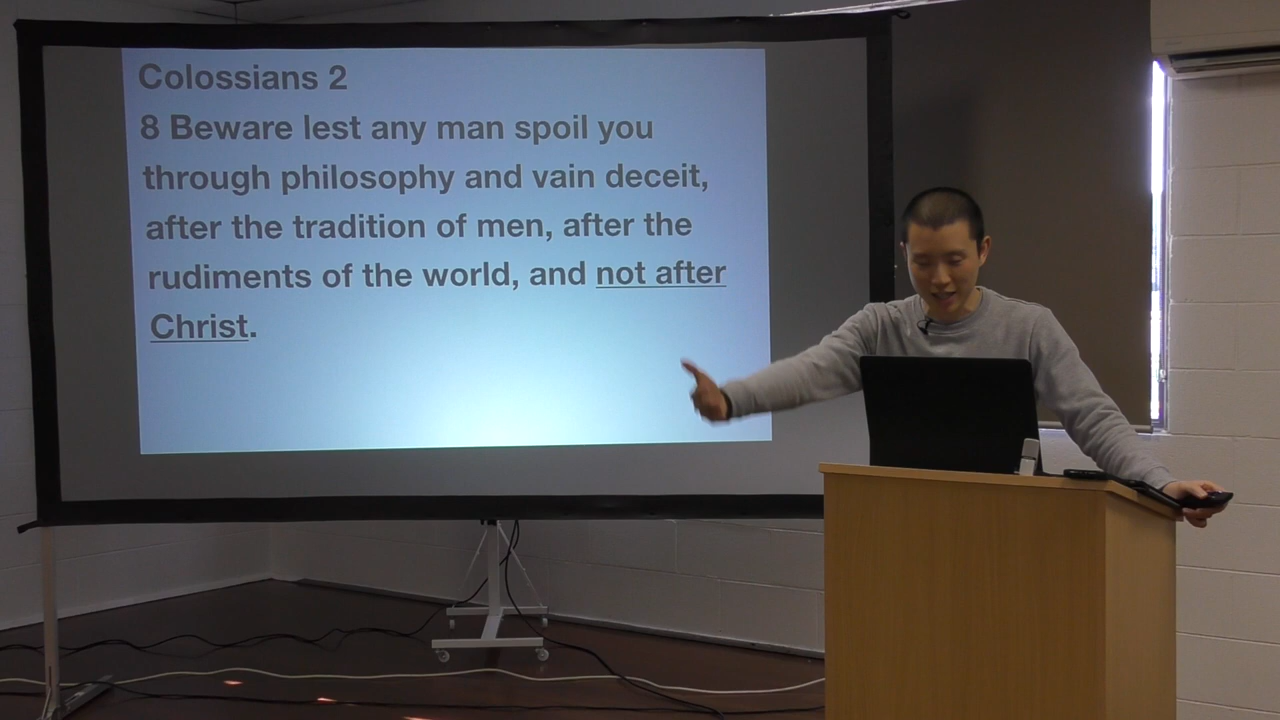 Colossians 2
8 Beware lest any man spoil you
through philosophy and vain deceit,
after the tradition of men, after the
rudiments of the world, and not after
Christ.